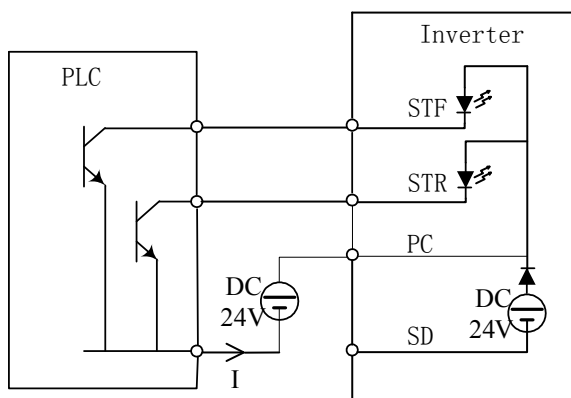 Inverter
PLC
STF
STR
PC
DC
24V
DC
24V
SD
I